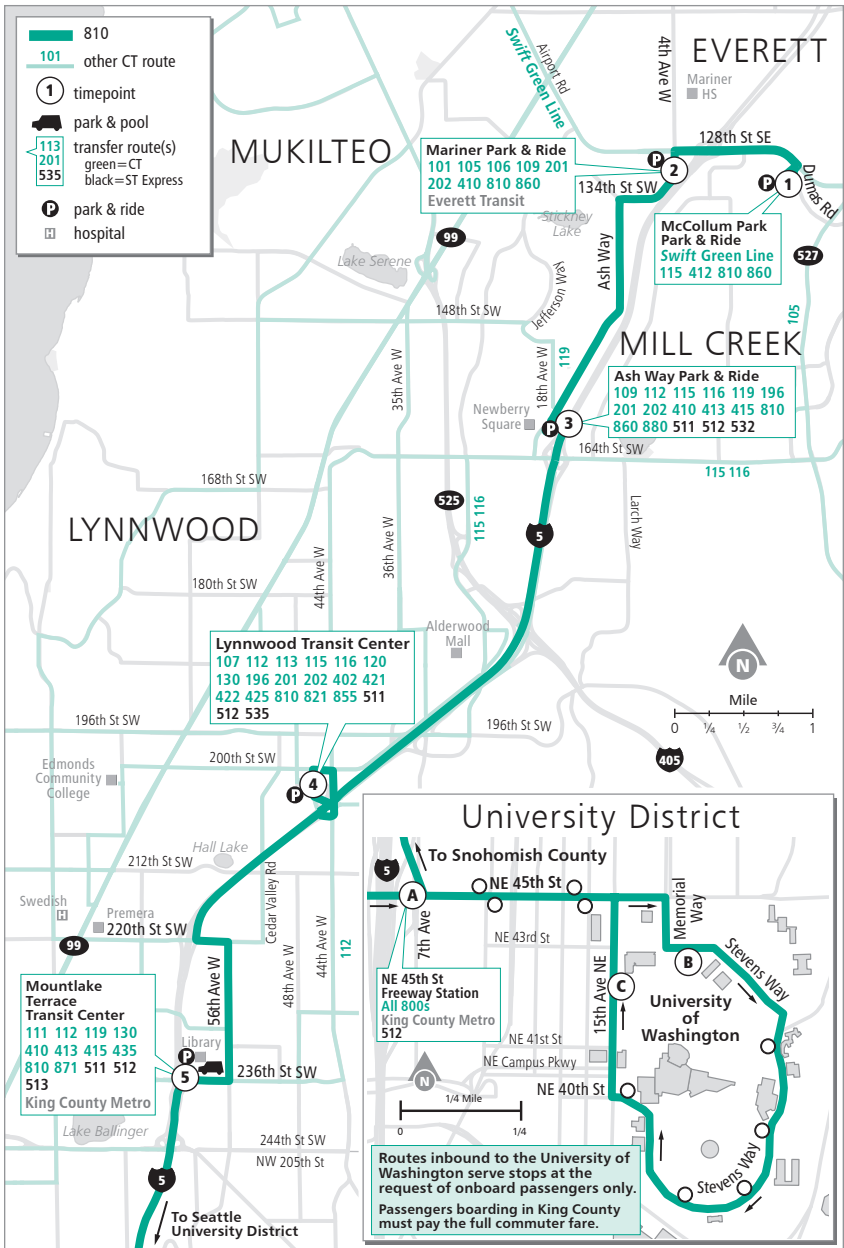 810
101
other CT route
1
timepoint
park & pool
113
201
535
transfer route(s)
green=CT
black=ST Express
P
park & ride
H
hospital
EVERETT
4th Ave W
Mariner
HS
Airport Rd
Swift Green Line
MUKILTEO
Mariner Park & Ride
101 105 106 109 201
202 410 810 860
Everett Transit
P
2
128th St SE
134th St SW
P
1
Dumas Rd
Stickney
Lake
McCollum Park
Park & Ride
Swift Green Line
115 412 810 860
99
Lake Serene
Ash Way
527
Jefferson Way
148th St SW
105
119
MILL CREEK
35th Ave W
18th Ave W
Ash Way Park & Ride
109 112 115 116 119 196
201 202 410 413 415 810
860 880 511 512 532
Newberry
Square
P
3
164th St SW
115 116
168th St SW
525
115 116
Larch Way
LYNNWOOD
5
44th Ave W
36th Ave W
180th St SW
Alderwood
Mall
Lynnwood Transit Center
107 112 113 115 116 120
130 196 201 202 402 421
422 425 810 821 855 511
512 535
N
Mile
0 ¼ ½ ¾ 1
196th St SW
196th St SW
200th St SW
405
Edmonds
Community
College
4
P
Hall Lake
212th St SW
Cedar Valley Rd
Swedish
H
Premera
220th St SW
99
56th Ave W
48th Ave W
44th Ave W
112
Mountlake
Terrace
Transit Center
111 112 119 130
410 413 415 435
810 871 511 512
513
King County Metro
Library
P
5
236th St SW
Lake Ballinger
244th St SW
NW 205th St
5
To Seattle
University District
University District
5
To Snohomish County
A
NE 45th St
7th Ave
Memorial
Way
NE 43rd St
B
Stevens Way
NE 45th St
Freeway Station
All 800s
King County Metro
512
15th Ave NE
C
University
of
Washington
NE 41st St
NE Campus Pkwy
N
NE 40th St
1/4 Mile
0 1/4
Stevens Way
Routes inbound to the University of
Washington serve stops at the
request of onboard passengers only.
Passengers boarding in King County
must pay the full commuter fare.